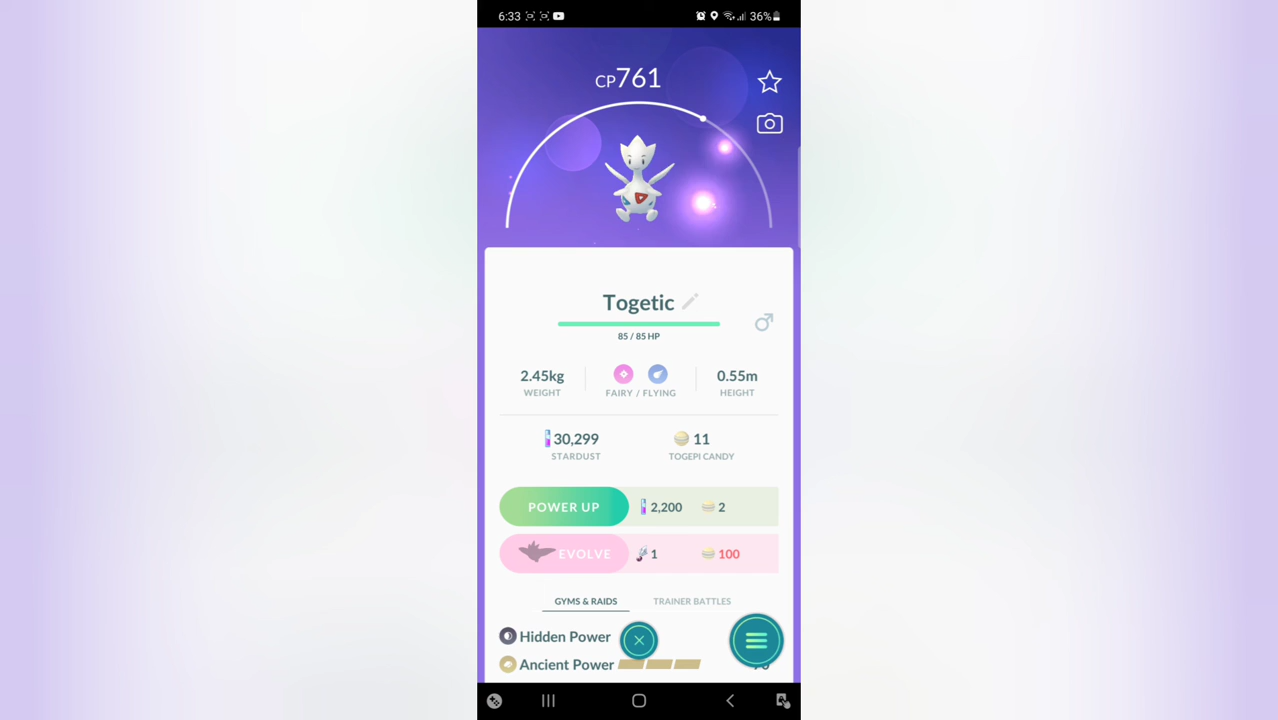 6:33 36%
CP761
Togetic
85 / 85 HP
2.45kg 0.55m
WEIGHT FAIRY / FLYING HEIGHT
30,299 11
STARDUST TOGEPI CANDY
POWER UP 2,200 2
EVOLVE 1 100
GYMS & RAIDS TRAINER BATTLES
Hidden Power
Ancient Power